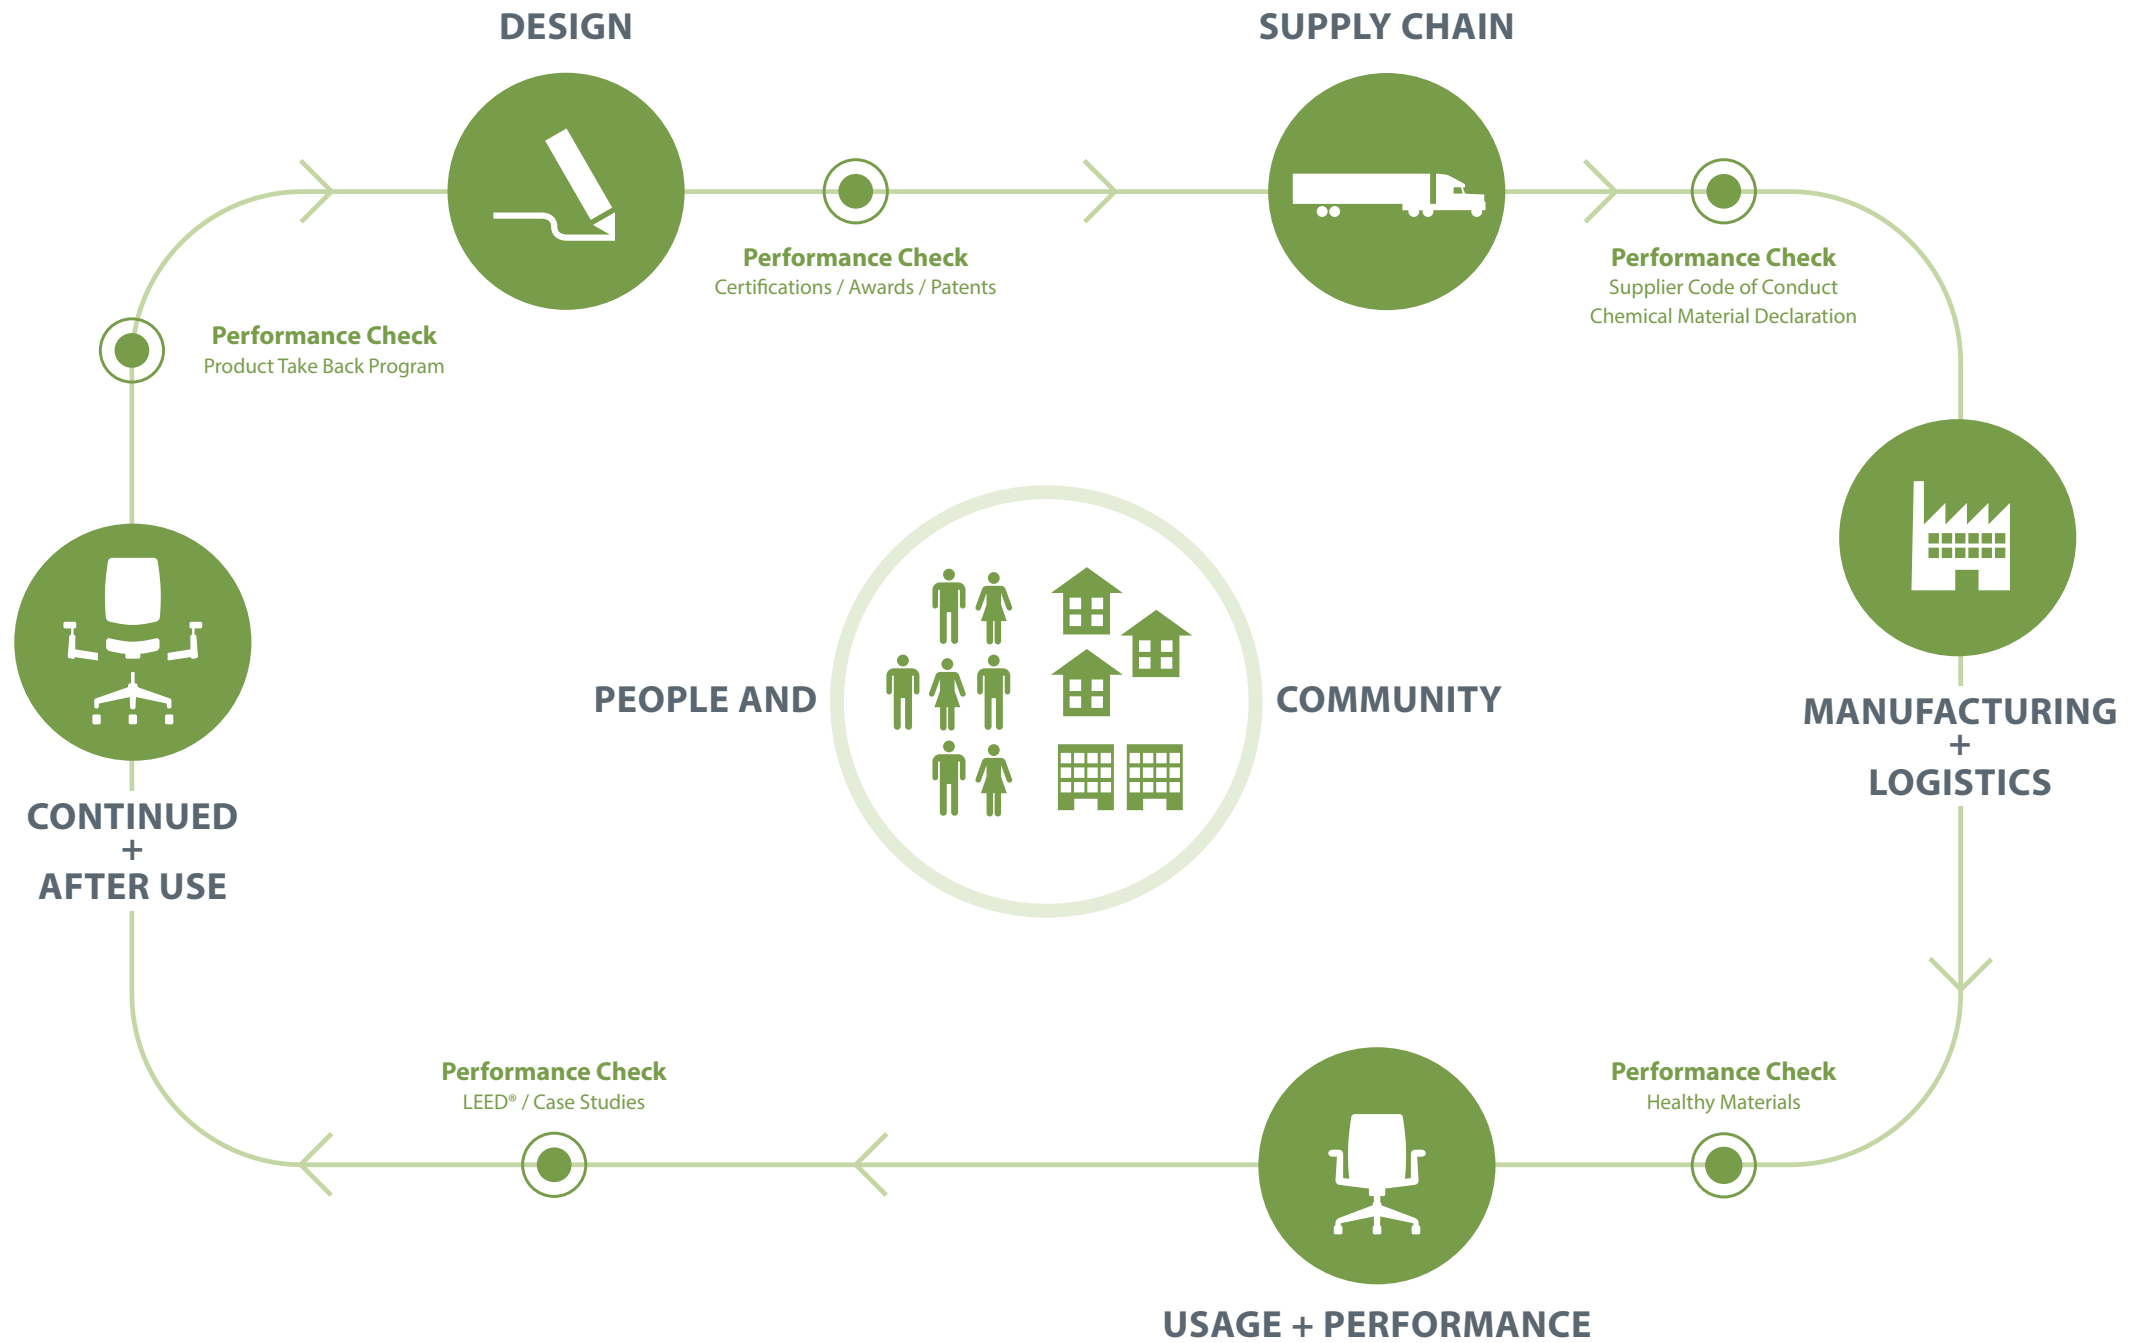 DESIGN
SUPPLY CHAIN
Performance Check
Certifications / Awards / Patents
Performance Check
Supplier Code of Conduct
Chemical Material Declaration
Performance Check
Product Take Back Program
PEOPLE AND
COMMUNITY
MANUFACTURING
+
LOGISTICS
CONTINUED
+
AFTER USE
Performance Check
LEED® / Case Studies
Performance Check
Healthy Materials
USAGE + PERFORMANCE